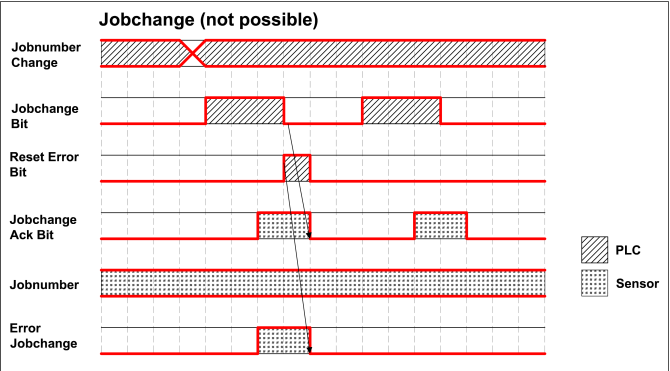 Jobchange (not possible)
Jobnumber
Change
Jobchange
Bit
Reset Error
Bit
Jobchange
Ack Bit
Jobnumber
Error
Jobchange
PLC
Sensor